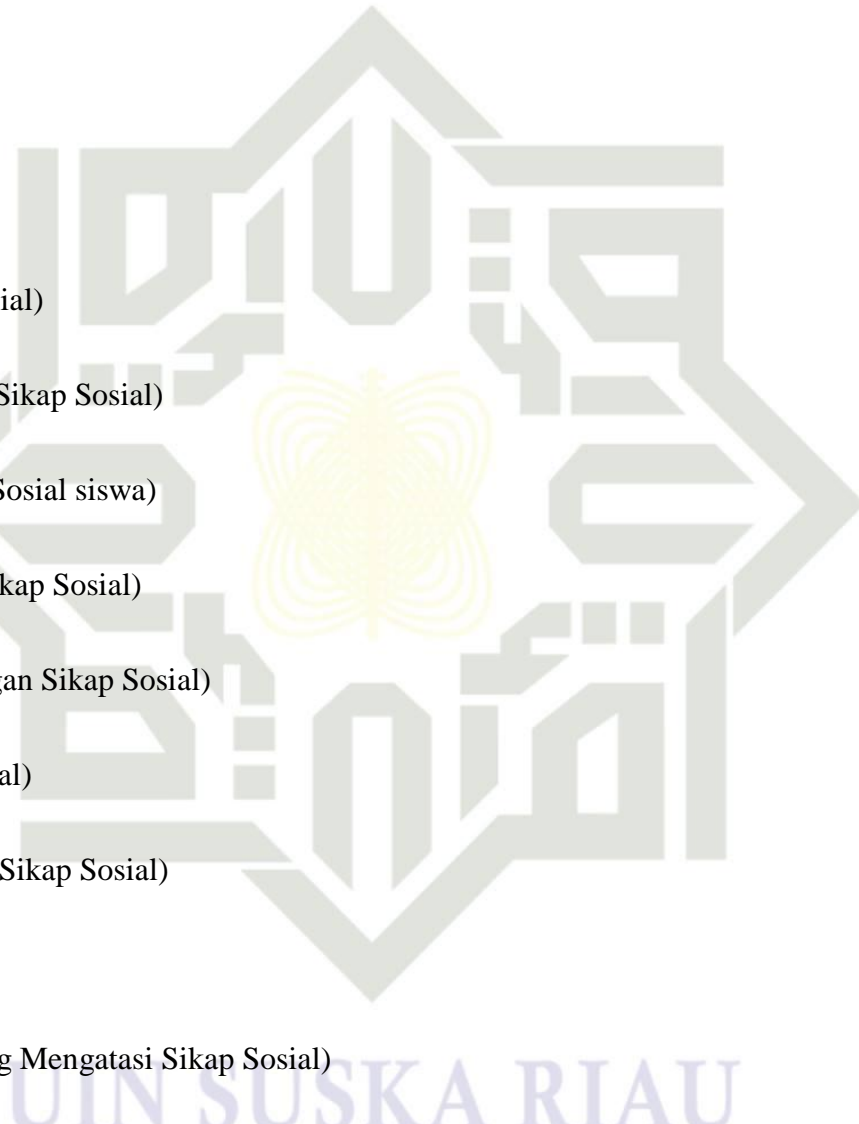 ial)
Sikap Sosial)
Sosial siswa)
kap Sosial)
gan Sikap Sosial)
al)
Sikap Sosial)
g Mengatasi Sikap Sosial)
UIN SUSKA RIAU